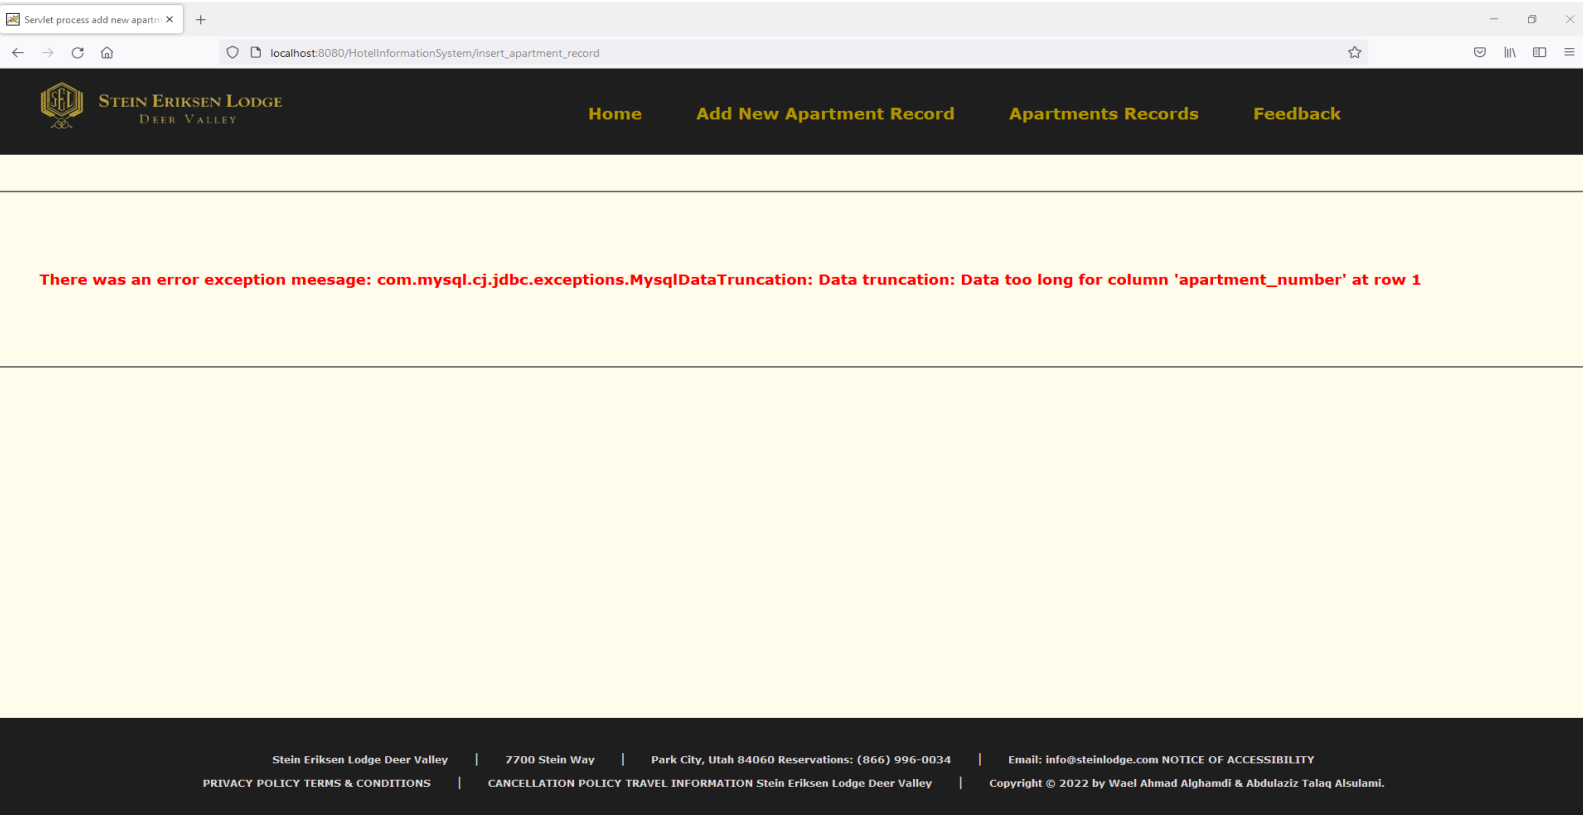 Servlet process add new apartm
localhost:8080/HotelInformationSystem/insert_apartment_record
SEL
STEIN ERIKSEN LODGE
DEER VALLEY
Home Add New Apartment Record Apartments Records Feedback
There was an error exception meesage: com.mysql.cj.jdbc.exceptions.MysqlDataTruncation: Data truncation: Data too long for column 'apartment_number' at row 1
Stein Eriksen Lodge Deer Valley | 7700 Stein Way | Park City, Utah 84060 Reservations: (866) 996-0034 | Email: info@steinlodge.com NOTICE OF ACCESSIBILITY
PRIVACY POLICY TERMS & CONDITIONS | CANCELLATION POLICY TRAVEL INFORMATION Stein Eriksen Lodge Deer Valley | Copyright © 2022 by Wael Ahmad Alghamdi & Abdulaziz Talaq Alsulami.